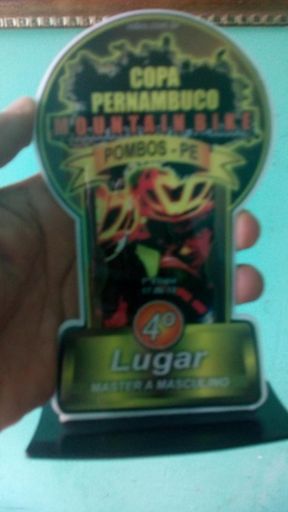 COPA
PERNAMBUCO
MOUNTAIN BIKE
POMBOS - PE
4º
Lugar
MASTER A MASCULINO